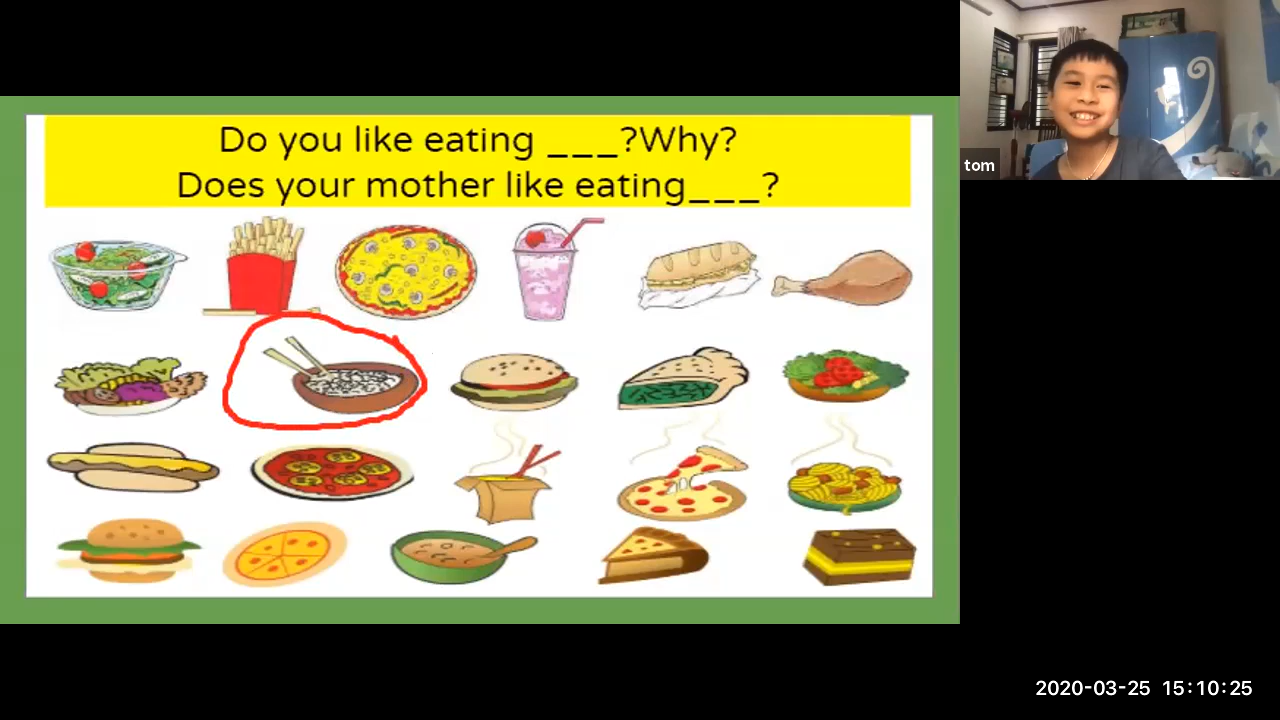 Do you like eating ___?Why?
Does your mother like eating___?
tom
2020-03-25 15:10:25